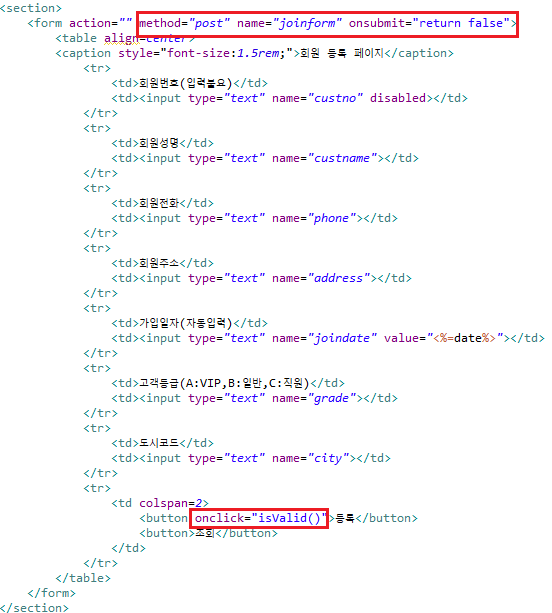 <section>
<form action="" method="post" name="joinform" onsubmit="return false">
<table align=center>
<caption style="font-size:1.5rem;">회원 등록 페이지</caption>
<tr>
<td>회원번호(입력불요)</td>
<td><input type="text" name="custno" disabled></td>
</tr>
<tr>
<td>회원성명</td>
<td><input type="text" name="custname"></td>
</tr>
<tr>
<td>회원전화</td>
<td><input type="text" name="phone"></td>
</tr>
<tr>
<td>회원주소</td>
<td><input type="text" name="address"></td>
</tr>
<tr>
<td>가입일자(자동입력)</td>
<td><input type="text" name="joindate" value="<%=date%>"></td>
</tr>
<tr>
<td>고객등급(A:VIP,B:일반,C:직원)</td>
<td><input type="text" name="grade"></td>
</tr>
<tr>
<td>도시코드</td>
<td><input type="text" name="city"></td>
</tr>
<tr>
<td colspan=2>
<button onclick="isValid()">등록</button>
<button>조회</button>
</td>
</tr>
</table>
</form>
</section>